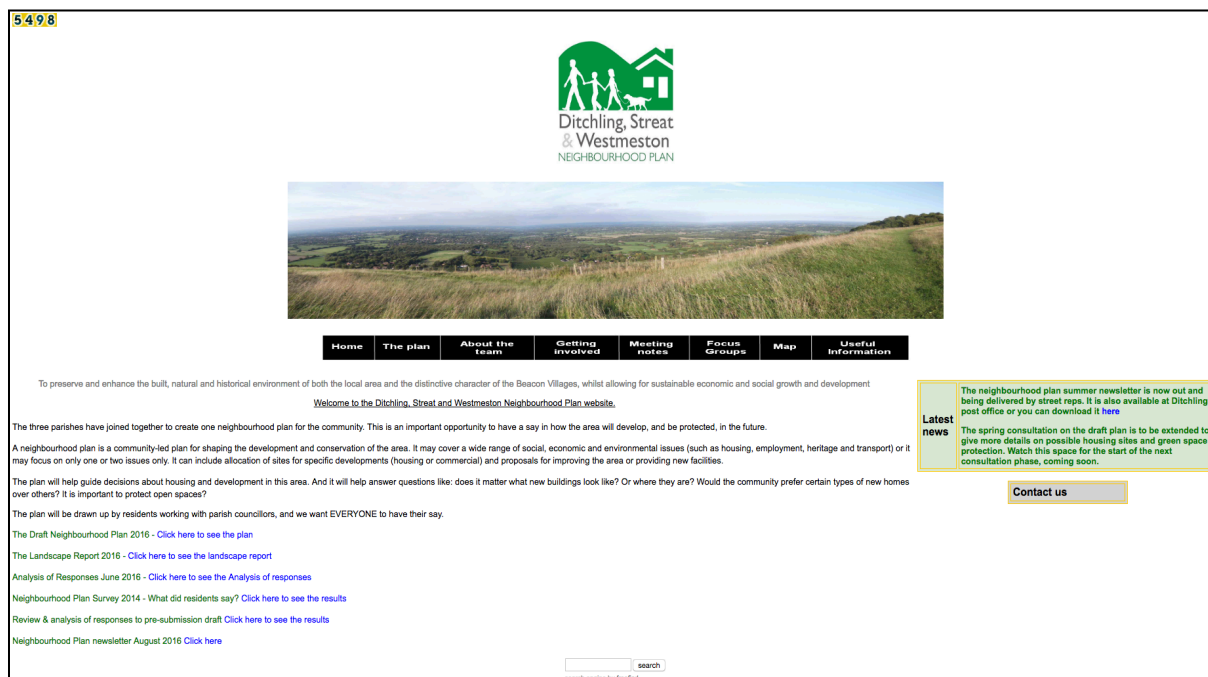 5498
Ditchling, Streat
& Westmeston
NEIGHBOURHOOD PLAN
Home
The plan
About the
team
Getting
involved
Meeting
notes
Focus
Groups
Map
Useful
Information
To preserve and enhance the built, natural and historical environment of both the local area and the distinctive character of the Beacon Villages, whilst allowing for sustainable economic and social growth and development
Welcome to the Ditchling, Streat and Westmeston Neighbourhood Plan website.
The three parishes have joined together to create one neighbourhood plan for the community. This is an important opportunity to have a say in how the area will develop, and be protected, in the future.
A neighbourhood plan is a community-led plan for shaping the development and conservation of the area. It may cover a wide range of social, economic and environmental issues (such as housing, employment, heritage and transport) or it
may focus on only one or two issues only. It can include allocation of sites for specific developments (housing or commercial) and proposals for improving the area or providing new facilities.
The plan will help guide decisions about housing and development in this area. And it will help answer questions like: does it matter what new buildings look like? Or where they are? Would the community prefer certain types of new homes
over others? It is important to protect open spaces?
The plan will be drawn up by residents working with parish councillors, and we want EVERYONE to have their say.
The Draft Neighbourhood Plan 2016 - Click here to see the plan
The Landscape Report 2016 - Click here to see the landscape report
Analysis of Responses June 2016 - Click here to see the Analysis of responses
Neighbourhood Plan Survey 2014 - What did residents say? Click here to see the results
Review & analysis of responses to pre-submission draft Click here to see the results
Neighbourhood Plan newsletter August 2016 Click here
search
Latest
news
The neighbourhood plan summer newsletter is now out and
being delivered by street reps. It is also available at Ditchling
post office or you can download it here
The spring consultation on the draft plan is to be extended to
give more details on possible housing sites and green space
protection. Watch this space for the start of the next
consultation phase, coming soon.
Contact us